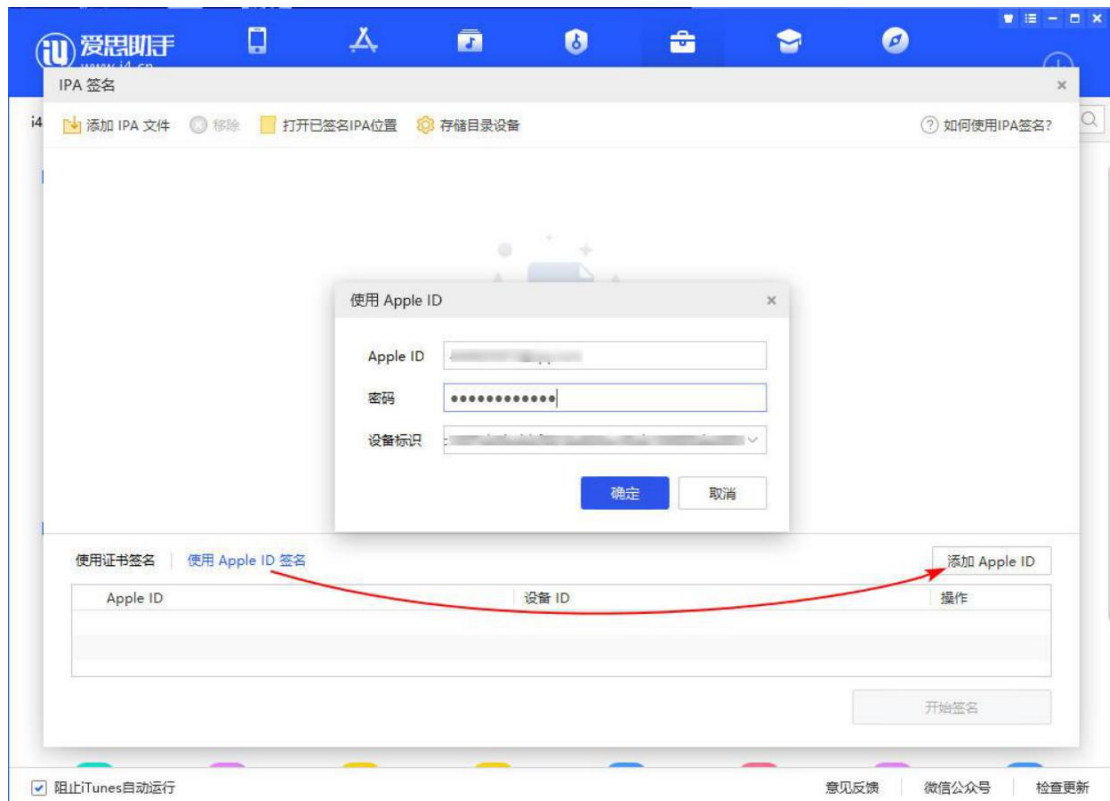 iU 爱思助手
www.i4.cn
IPA 签名
i4
添加 IPA 文件 移除 打开已签名IPA位置 存储目录设备 如何使用IPA签名?
使用 Apple ID
Apple ID
密码
设备标识
确定 取消
使用证书签名 使用 Apple ID 签名 添加 Apple ID
Apple ID 设备 ID 操作
开始签名
阻止iTunes自动运行 意见反馈 微信公众号 检查更新